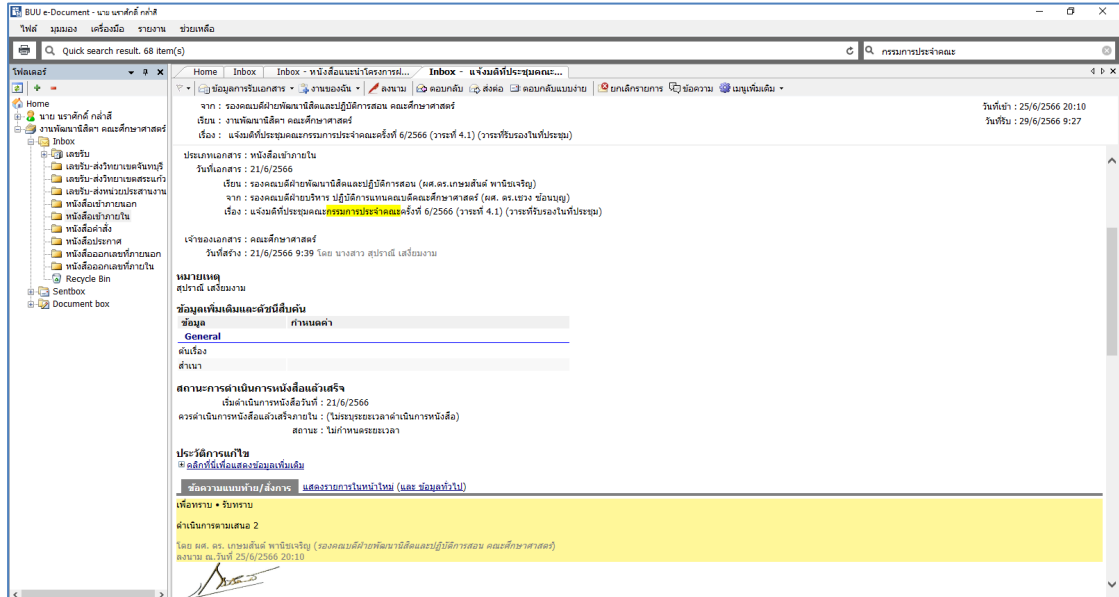 BUU e-Document - นาย นราศักดิ์ กล่ำสี
ไฟล์ มุมมอง เครื่องมือ รายงาน ช่วยเหลือ
Quick search result. 68 item(s)
กรรมการประจำคณะ
โฟลเดอร์
Home
นาย นราศักดิ์ กล่ำสี
งานพัฒนานิสิตฯ คณะศึกษาศาสตร์
Inbox
เลขรับ
เลขรับ-ส่งวิทยาเขตจันทบุรี
เลขรับ-ส่งวิทยาเขตสระแก้ว
เลขรับ-ส่งหน่วยประสานงาน
หนังสือเข้าภายนอก
หนังสือเข้าภายใน
หนังสือคำสั่ง
หนังสือประกาศ
หนังสือออกเลขที่ภายนอก
หนังสือออกเลขที่ภายใน
Recycle Bin
Sentbox
Document box
Home Inbox Inbox - หนังสือแนะนำโครงการฝ... Inbox - แจ้งมติที่ประชุมคณะ...
ข้อมูลการรับเอกสาร งานของฉัน ลงนาม ตอบกลับ ส่งต่อ ตอบกลับแบบง่าย ยกเลิกรายการ ข้อความ เมนูเพิ่มเติม
จาก : รองคณบดีฝ่ายพัฒนานิสิตและปฏิบัติการสอน คณะศึกษาศาสตร์
วันที่เข้า : 25/6/2566 20:10
เรียน : งานพัฒนานิสิตฯ คณะศึกษาศาสตร์
วันที่รับ : 29/6/2566 9:27
เรื่อง : แจ้งมติที่ประชุมคณะกรรมการประจำคณะครั้งที่ 6/2566 (วาระที่ 4.1) (วาระที่รับรองในที่ประชุม)
ประเภทเอกสาร : หนังสือเข้าภายใน
วันที่เอกสาร : 21/6/2566
เรียน : รองคณบดีฝ่ายพัฒนานิสิตและปฏิบัติการสอน (ผศ.ดร.เกษมสันต์ พานิชเจริญ)
จาก : รองคณบดีฝ่ายบริหาร ปฏิบัติการแทนคณบดีคณะศึกษาศาสตร์ (ผศ. ดร.เชวง ซ้อนบุญ)
เรื่อง : แจ้งมติที่ประชุมคณะกรรมการประจำคณะครั้งที่ 6/2566 (วาระที่ 4.1) (วาระที่รับรองในที่ประชุม)
เจ้าของเอกสาร : คณะศึกษาศาสตร์
วันที่สร้าง : 21/6/2566 9:39 โดย นางสาว สุปราณี เสงี่ยมงาม
หมายเหตุ
สุปราณี เสงี่ยมงาม
ข้อมูลเพิ่มเติมและดัชนีสืบค้น
ข้อมูล กำหนดค่า
General
ต้นเรื่อง
สำเนา
สถานะการดำเนินการหนังสือแล้วเสร็จ
เริ่มดำเนินการหนังสือวันที่ : 21/6/2566
ควรดำเนินการหนังสือแล้วเสร็จภายใน : (ไม่ระบุระยะเวลาดำเนินการหนังสือ)
สถานะ : ไม่กำหนดระยะเวลา
ประวัติการแก้ไข
คลิกที่นี่เพื่อแสดงข้อมูลเพิ่มเติม
ข้อความแนบท้าย/สั่งการ แสดงรายการในหน้าใหม่ (และ ข้อมูลทั่วไป)
เพื่อทราบ • รับทราบ
ดำเนินการตามเสนอ 2
โดย ผศ. ดร. เกษมสันต์ พานิชเจริญ (รองคณบดีฝ่ายพัฒนานิสิตและปฏิบัติการสอน คณะศึกษาศาสตร์)
ลงนาม ณ.วันที่ 25/6/2566 20:10